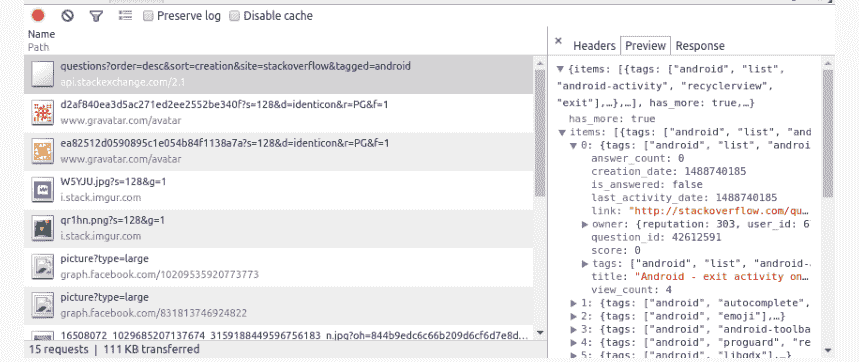 Preserve log
Disable cache
Name
Path
questions?order=desc&sort=creation&site=stackoverflow&tagged=android
api.stackexchange.com/2.1
d2af840ea3d5ac271ed2ee2552be340f?s=128&d=identicon&r=PG&f=1
www.gravatar.com/avatar
ea82512d0590895c1e054b84f1138a7a?s=128&d=identicon&r=PG&f=1
www.gravatar.com/avatar
W5YJU.jpg?s=128&g=1
i.stack.imgur.com
qr1hn.png?s=128&g=1
i.stack.imgur.com
picture?type=large
graph.facebook.com/10209535920773773
picture?type=large
graph.facebook.com/831813746924822
16508072_1029685207137674_3159188449596756183_n.jpg?oh=844b9edc6c66b209d6cf6d7e8d...
15 requests | 111 KB transferred
× Headers Preview Response
▼{items: [{tags: ["android", "list",
"android-activity", "recyclerview",
"exit"],…},…], has_more: true,…}
has_more: true
▼items: [{tags: ["android", "list", "and
▼0: {tags: ["android", "list", "androi
answer_count: 0
creation_date: 1488740185
is_answered: false
last_activity_date: 1488740185
link: "http://stackoverflow.com/qu…
▶owner: {reputation: 303, user_id: 6
question_id: 42612591
score: 0
▶tags: ["android", "list", "android-
title: "Android - exit activity on…
view_count: 4
▶1: {tags: ["android", "autocomplete",
▶2: {tags: ["emoji"],…}
▶3: {tags: ["android", "android-toolba
▶4: {tags: ["android", "proguard", "re
▶5: {tags: ["libgdx"],…}